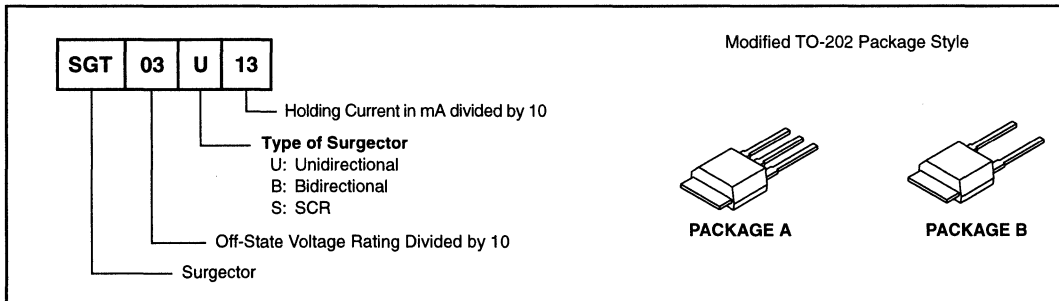 SGT 03 U 13
Holding Current in mA divided by 10
Type of Surgector
U: Unidirectional
B: Bidirectional
S: SCR
Off-State Voltage Rating Divided by 10
Surgector
Modified TO-202 Package Style
PACKAGE A
PACKAGE B